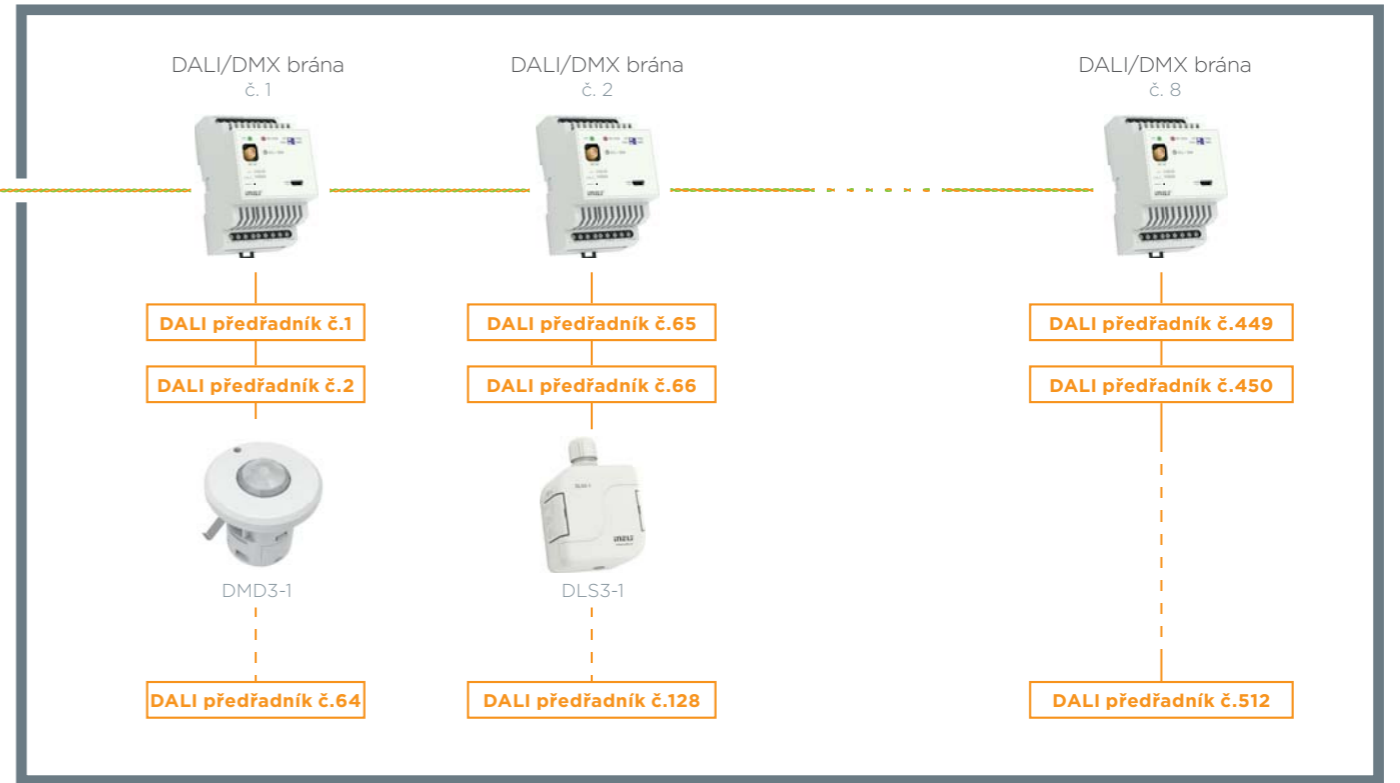 DALI/DMX brána
č. 1
DALI/DMX brána
č. 2
DALI/DMX brána
č. 8
DALI předřadník č.1
DALI předřadník č.65
DALI předřadník č.449
DALI předřadník č.2
DALI předřadník č.66
DALI předřadník č.450
DMD3-1
DLS3-1
DALI předřadník č.64
DALI předřadník č.128
DALI předřadník č.512